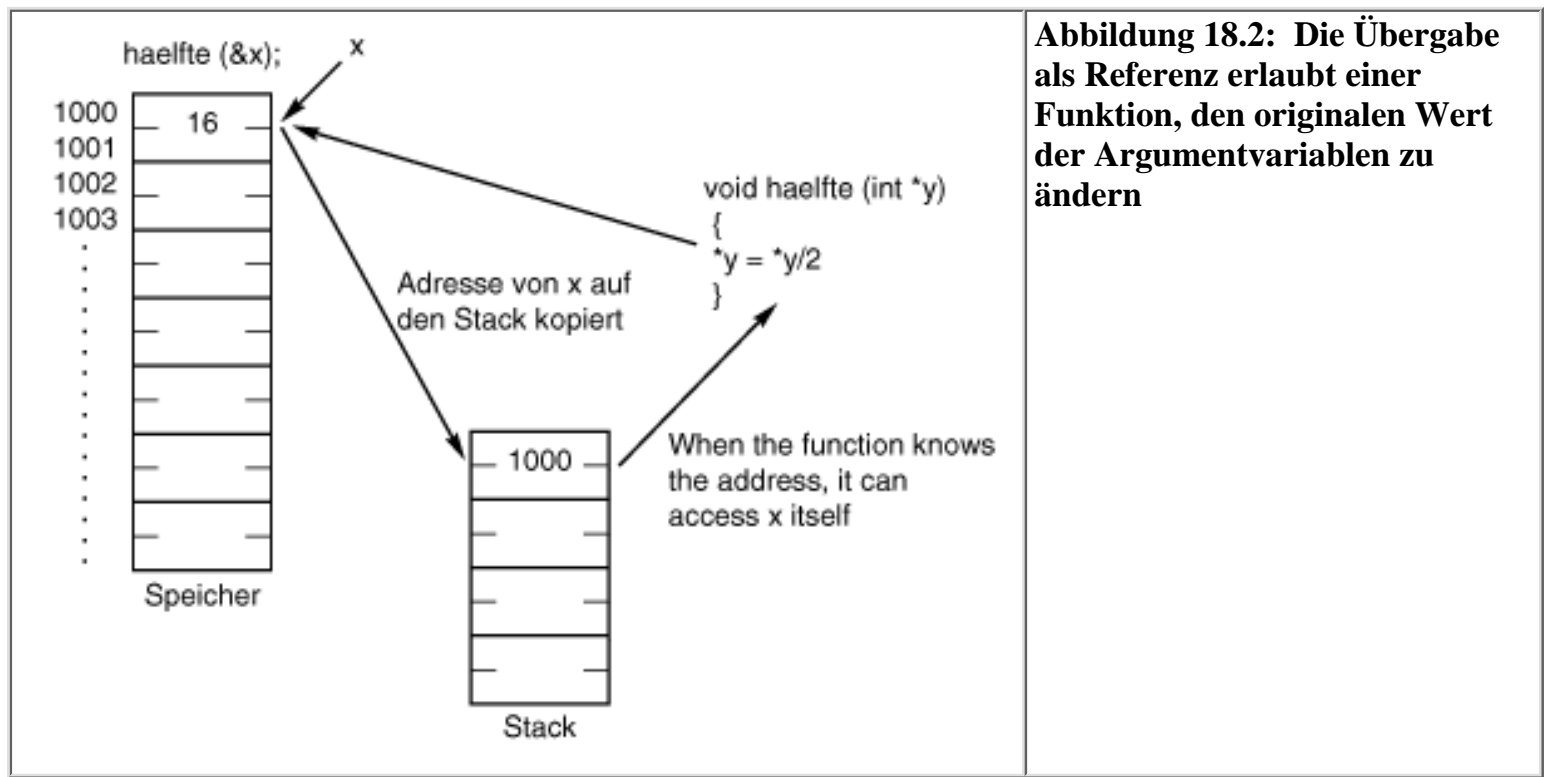 haelfte (&x);
x
1000
16
1001
1002
1003
Adresse von x auf
den Stack kopiert
void haelfte (int *y)
{
*y = *y/2
}
1000
When the function knows
the address, it can
access x itself
Speicher
Stack
Abbildung 18.2: Die Übergabe
als Referenz erlaubt einer
Funktion, den originalen Wert
der Argumentvariablen zu
ändern